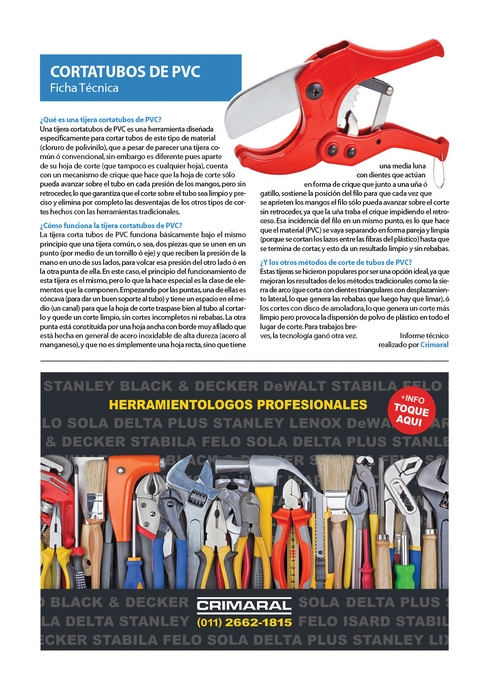 CORTATUBOS DE PVC
Ficha Técnica
¿Qué es una tijera cortatubos de PVC?
Una tijera cortatubos de PVC es una herramienta diseñada
específicamente para cortar tubos de este tipo de material
(cloruro de polivinilo), que a pesar de parecer una tijera co-
mún ó convencional, sin embargo es diferente pues aparte
de su hoja de corte (que tampoco es cualquier hoja), cuenta
con un mecanismo de crique que hace que la hoja de corte sólo
pueda avanzar sobre el tubo en cada presión de los mangos, pero sin
retroceder, lo que garantiza que el corte sobre el tubo sea limpio y pre-
ciso y elimina por completo las desventajas de los otros tipos de cor-
tes hechos con las herramientas tradicionales.
¿Cómo funciona la tijera cortatubos de PVC?
La tijera corta tubos de PVC funciona básicamente bajo el mismo
principio que una tijera común, o sea, dos piezas que se unen en un
punto (por medio de un tornillo ó eje) y que reciben la presión de la
mano en uno de sus lados, para volcar esa presión del otro lado ó en
la otra punta de ella. En este caso, el principio del funcionamiento de
esta tijera es el mismo, pero lo que la hace especial es la clase de ele-
mentos que la componen. Empezando por las puntas, una de ellas es
cóncava (para dar un buen soporte al tubo) y tiene un espacio en el me-
dio (un canal) para que la hoja de corte traspase bien al tubo al cortar-
lo y quede un corte limpio, sin cortes incompletos ni rebabas. La otra
punta está constituida por una hoja ancha con borde muy afilado que
está hecha en general de acero inoxidable de alta dureza (acero al
manganeso), y que no es simplemente una hoja recta, sino que tiene
una media luna
con dientes que actúan
en forma de crique que junto a una uña ó
gatillo, sostiene la posición del filo para que cada vez que
se aprieten los mangos el filo sólo pueda avanzar sobre el corte
sin retroceder, ya que la uña traba el crique impidiendo el retro-
ceso. Esa incidencia del filo en un mismo punto, es lo que hace
que el material (PVC) se vaya separando en forma pareja y limpia
(porque se cortan los lazos entre las fibras del plástico) hasta que
se termina de cortar, y esto da un resultado limpio y sin rebabas.
¿Y los otros métodos de corte de tubos de PVC?
Estas tijeras se hicieron populares por ser una opción ideal, ya que
mejoran los resultados de los métodos tradicionales como la sie-
rra de arco (que corta con dientes triangulares con desplazamien-
to lateral, lo que genera las rebabas que luego hay que limar), ó
los cortes con disco de amoladora, lo que genera un corte más
limpio pero provoca la dispersión de polvo de plástico en todo el
lugar de corte. Para trabajos bre-
ves, la tecnología ganó otra vez.
Informe técnico
realizado por Crimaral
STANLEY BLACK & DECKER DeWALT STABILA FELO
HERRAMIENTOLOGOS PROFESIONALES
+INFO
TOQUE
AQUI
LO SOLA DELTA PLUS STANLEY LENOX DeWA
& DECKER STABILA FELO SOLA DELTA PLUS STANLE
BLACK & DECKER SOLA DELTA PLUS
CRIMARAL
(011) 2662-1815
STANLEY FELO ISARD STABIL
ECKER STABILA FELO SOLA DELTA PLUS STANLEY LIX